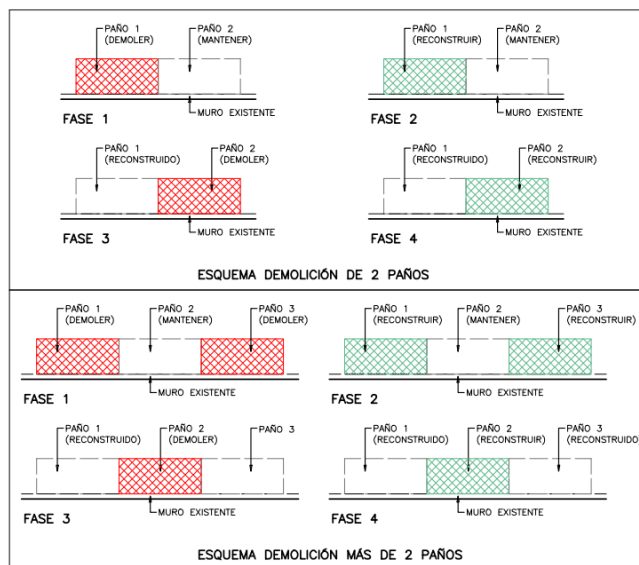 PAÑO 1
(DEMOLER)
PAÑO 2
(MANTENER)
MURO EXISTENTE
FASE 1
PAÑO 1
(RECONSTRUIR)
PAÑO 2
(MANTENER)
MURO EXISTENTE
FASE 2
PAÑO 1
(RECONSTRUIDO)
PAÑO 2
(DEMOLER)
MURO EXISTENTE
FASE 3
PAÑO 1
(RECONSTRUIDO)
PAÑO 2
(RECONSTRUIR)
MURO EXISTENTE
FASE 4
ESQUEMA DEMOLICIÓN DE 2 PAÑOS
PAÑO 1
(DEMOLER)
PAÑO 2
(MANTENER)
PAÑO 3
(DEMOLER)
MURO EXISTENTE
FASE 1
PAÑO 1
(RECONSTRUIR)
PAÑO 2
(MANTENER)
PAÑO 3
(RECONSTRUIR)
MURO EXISTENTE
FASE 2
PAÑO 1
(RECONSTRUIDO)
PAÑO 2
(DEMOLER)
PAÑO 3
MURO EXISTENTE
FASE 3
PAÑO 1
(RECONSTRUIDO)
PAÑO 2
(RECONSTRUIR)
PAÑO 3
(RECONSTRUIDO)
MURO EXISTENTE
FASE 4
ESQUEMA DEMOLICIÓN MÁS DE 2 PAÑOS